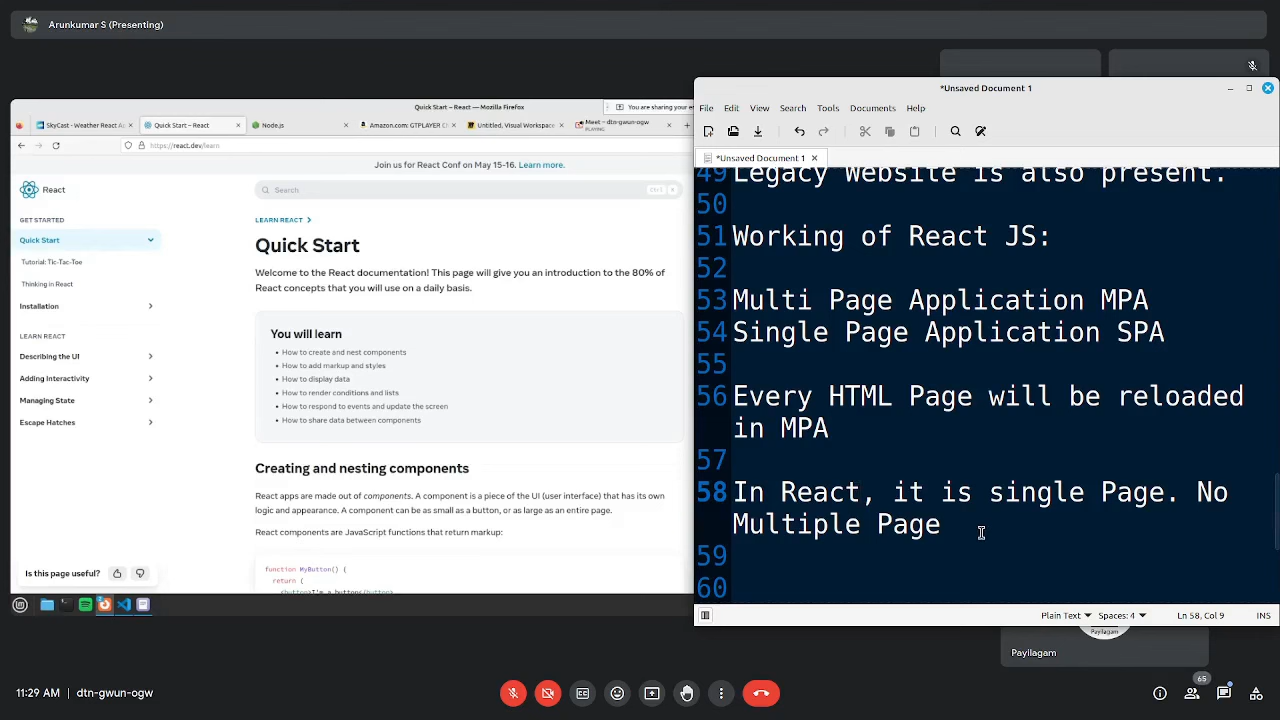 Arunkumar S (Presenting)
Quick Start – React — Mozilla Firefox
You are sharing your
SkyCast - Weather React A
Quick Start – React
Node.js
Amazon.com: GTPLAYER Ch
Untitled, Visual Workspace
Meet – dtn-gwun-ogw
PLAYING
https://react.dev/learn
Join us for React Conf on May 15-16. Learn more.
React
Search
Ctrl K
GET STARTED
Quick Start
Tutorial: Tic-Tac-Toe
Thinking in React
Installation
LEARN REACT
Describing the UI
Adding Interactivity
Managing State
Escape Hatches
Is this page useful?
LEARN REACT
Quick Start
Welcome to the React documentation! This page will give you an introduction to the 80% of
React concepts that you will use on a daily basis.
You will learn
• How to create and nest components
• How to add markup and styles
• How to display data
• How to render conditions and lists
• How to respond to events and update the screen
• How to share data between components
Creating and nesting components
React apps are made out of components. A component is a piece of the UI (user interface) that has its own
logic and appearance. A component can be as small as a button, or as large as an entire page.
React components are JavaScript functions that return markup:
function MyButton() {
return (
<button>I'm a button</button>
*Unsaved Document 1
File Edit View Search Tools Documents Help
*Unsaved Document 1
49 Legacy Website is also present.
50
51 Working of React JS:
52
53 Multi Page Application MPA
54 Single Page Application SPA
55
56 Every HTML Page will be reloaded
in MPA
57
58 In React, it is single Page. No
Multiple Page
59
60
Plain Text Spaces: 4 Ln 58, Col 9 INS
Payilagam
Payilagam
11:29 AM | dtn-gwun-ogw
65